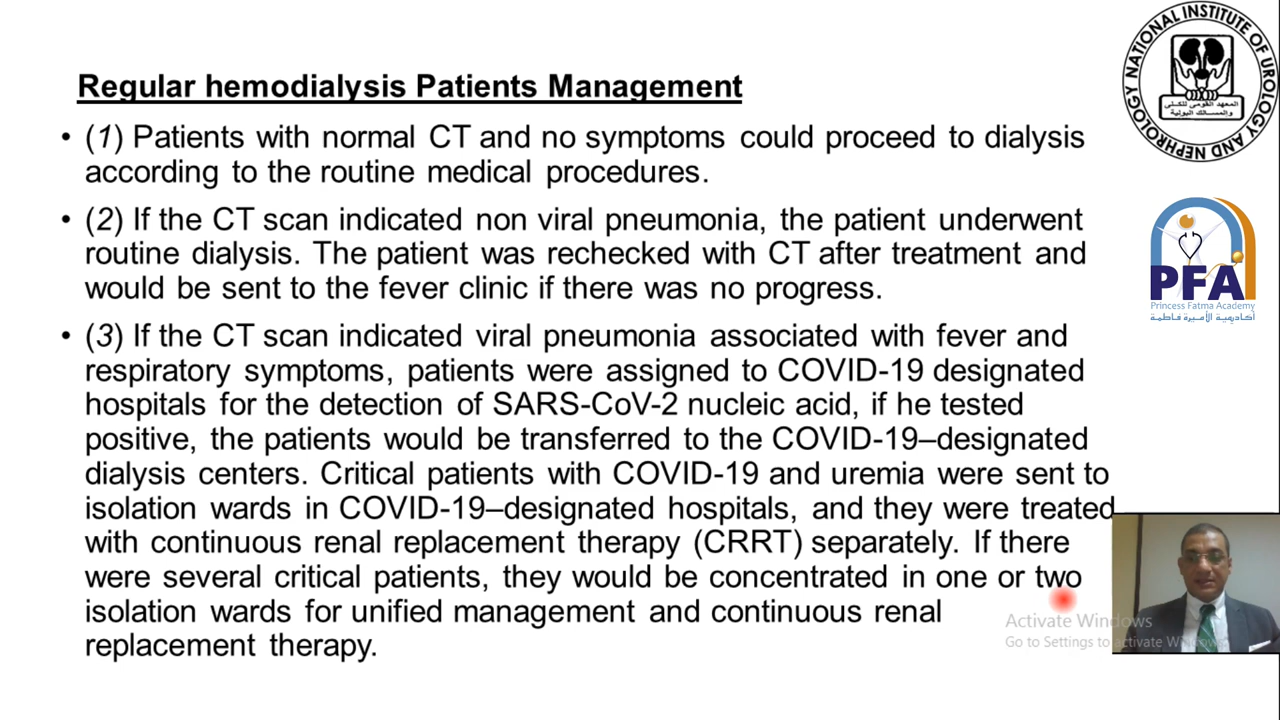 Regular hemodialysis Patients Management
• (1) Patients with normal CT and no symptoms could proceed to dialysis
according to the routine medical procedures.
• (2) If the CT scan indicated non viral pneumonia, the patient underwent
routine dialysis. The patient was rechecked with CT after treatment and
would be sent to the fever clinic if there was no progress.
• (3) If the CT scan indicated viral pneumonia associated with fever and
respiratory symptoms, patients were assigned to COVID-19 designated
hospitals for the detection of SARS-CoV-2 nucleic acid, if he tested
positive, the patients would be transferred to the COVID-19–designated
dialysis centers. Critical patients with COVID-19 and uremia were sent to
isolation wards in COVID-19–designated hospitals, and they were treated
with continuous renal replacement therapy (CRRT) separately. If there
were several critical patients, they would be concentrated in one or two
isolation wards for unified management and continuous renal
replacement therapy.
NATIONAL INSTITUTE OF UROLOGY AND NEPHROLOGY
المعهد القومى للكلى
والمسالك البولية
PFA
Princess Fatma Academy
أكاديمية الأميرة فاطمة
Activate Windows
Go to Settings to activate Windows.